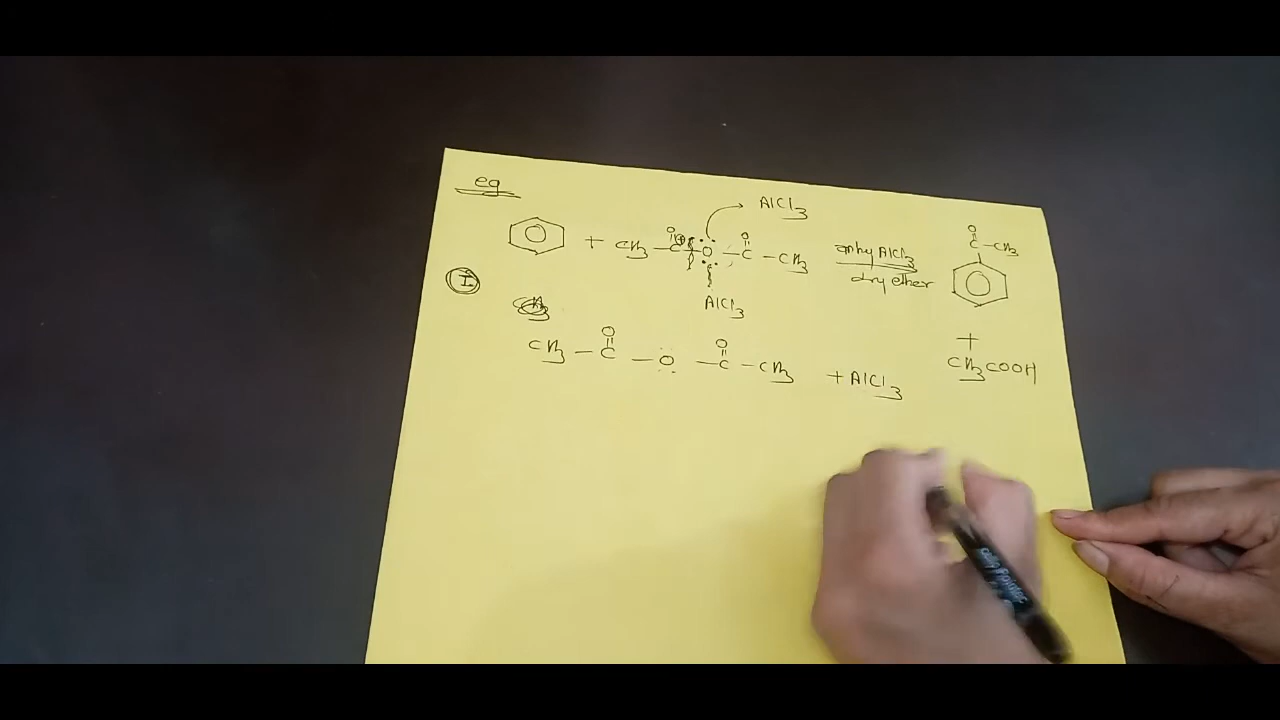 eg
AlCl3
O O O
+ CH3 - C⊕ - O - C - CH3 anhy AlCl3 C - CH3
dry ether
I AlCl3
O O +
CH3 - C - O - C - CH3 + AlCl3 CH3COOH